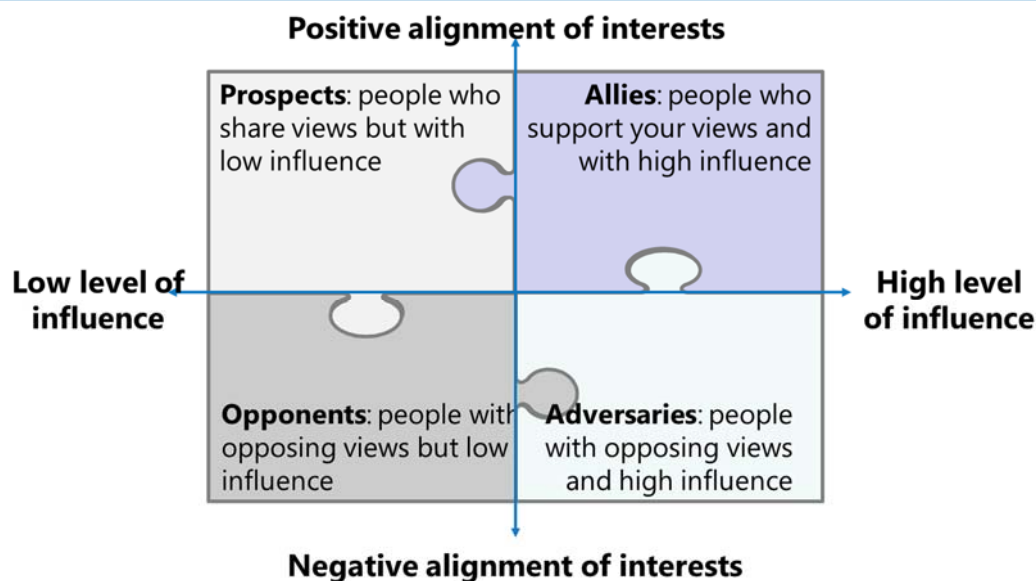 Positive alignment of interests
Prospects: people who
share views but with
low influence
Allies: people who
support your views and
with high influence
Low level of
influence
High level
of influence
Opponents: people with
opposing views but low
influence
Adversaries: people
with opposing views
and high influence
Negative alignment of interests